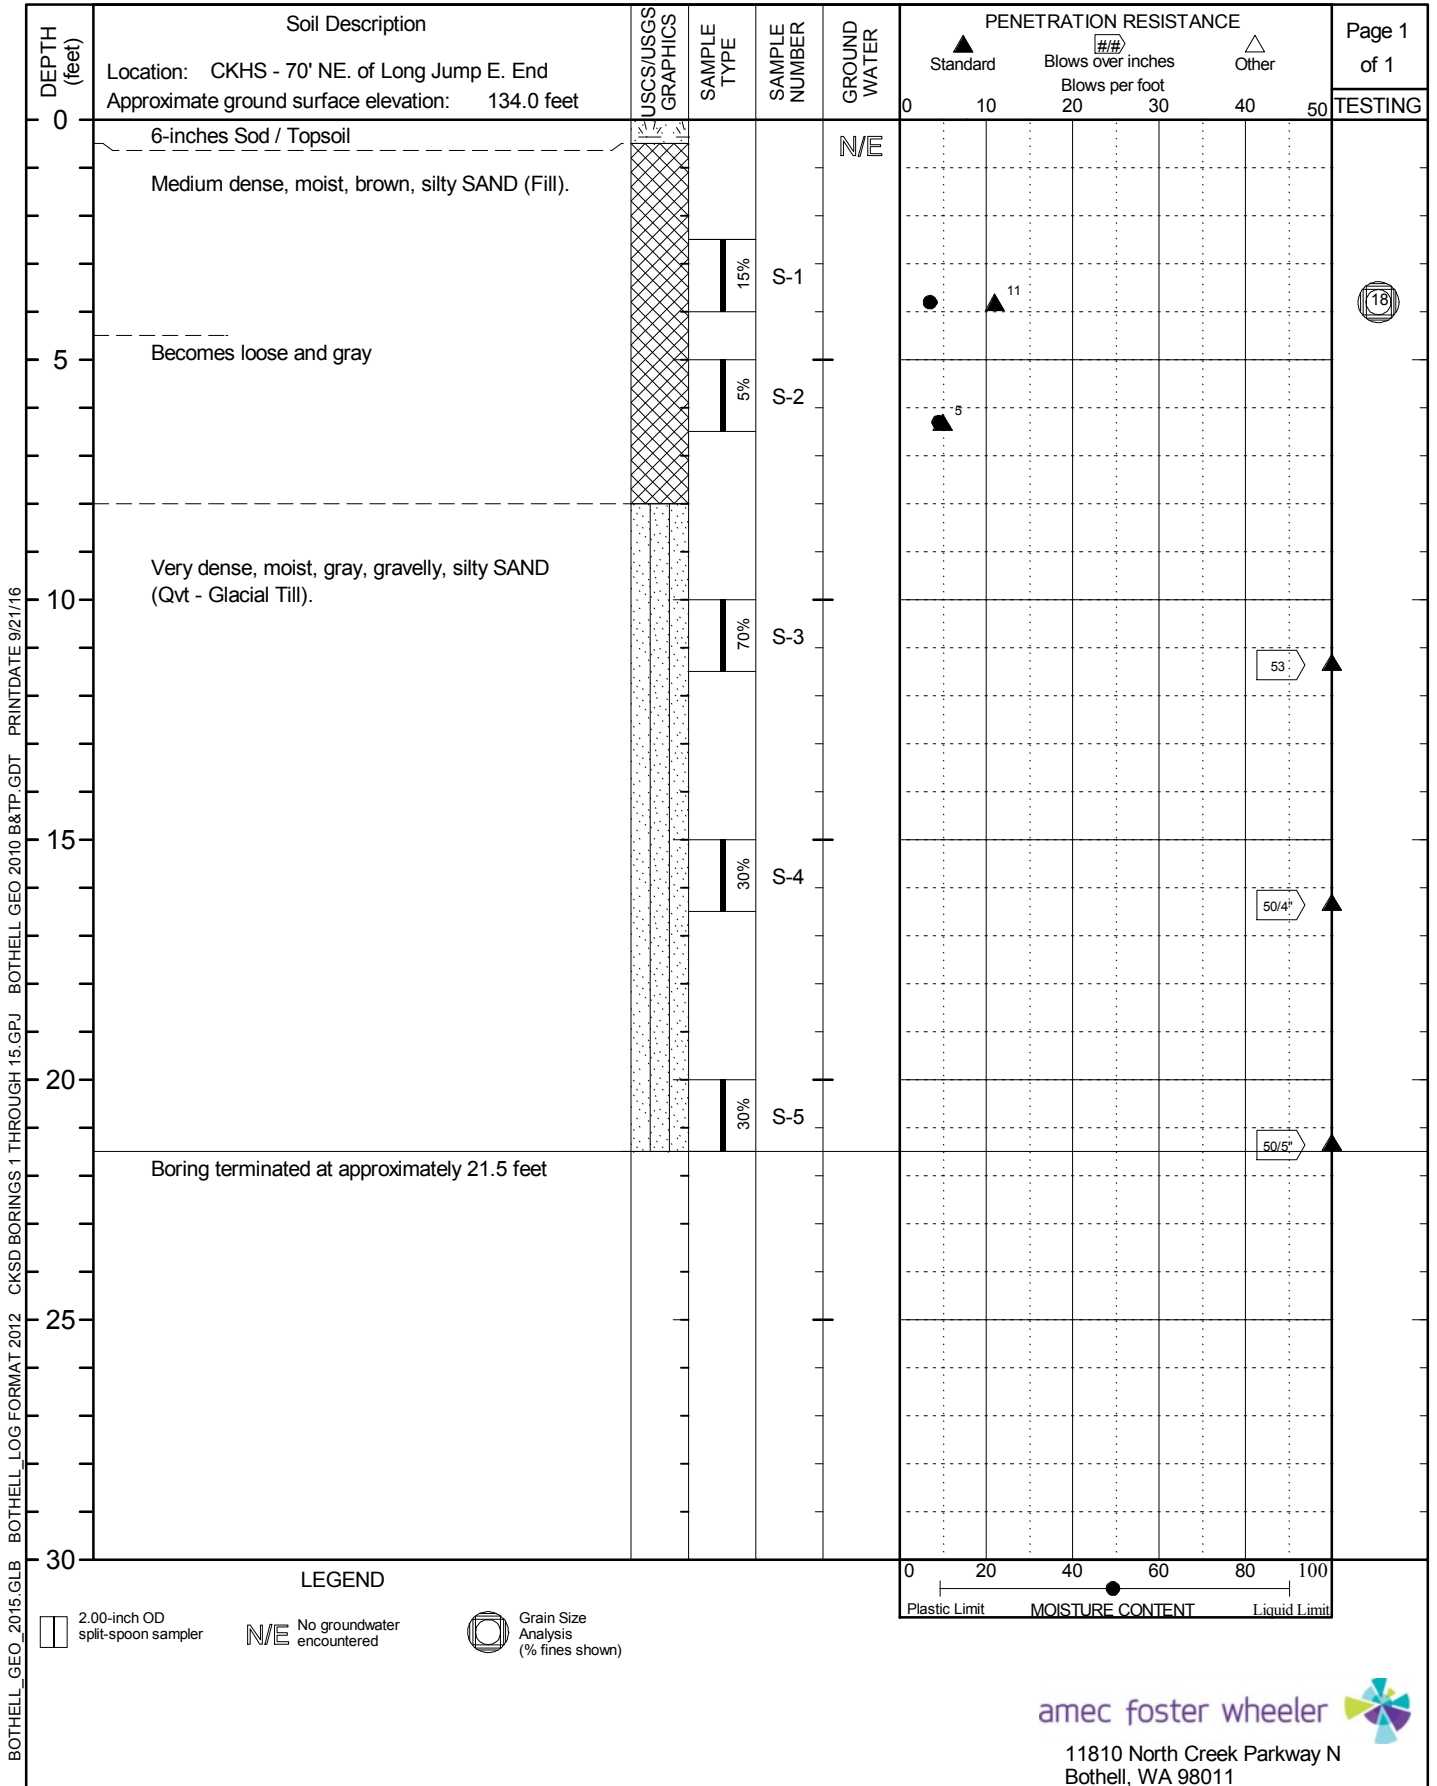 DEPTH
(feet)
Soil Description
Location: CKHS - 70' NE. of Long Jump E. End
Approximate ground surface elevation: 134.0 feet
USCS/USGS
GRAPHICS
SAMPLE
TYPE
SAMPLE
NUMBER
GROUND
WATER
PENETRATION RESISTANCE
Standard
#/#
Blows over inches
Other
Blows per foot
0 10 20 30 40 50
Page 1
of 1
TESTING
0
6-inches Sod / Topsoil
N/E
Medium dense, moist, brown, silty SAND (Fill).
15%
S-1
11
18
Becomes loose and gray
5
5%
S-2
5
Very dense, moist, gray, gravelly, silty SAND
(Qvt - Glacial Till).
10
70%
S-3
53
15
30%
S-4
50/4"
20
30%
S-5
50/5"
Boring terminated at approximately 21.5 feet
25
30
0 20 40 60 80 100
Plastic Limit MOISTURE CONTENT Liquid Limit
LEGEND
2.00-inch OD
split-spoon sampler
N/E No groundwater
encountered
Grain Size
Analysis
(% fines shown)
amec foster wheeler
11810 North Creek Parkway N
Bothell, WA 98011
BOTHELL_GEO_2015.GLB BOTHELL_LOG FORMAT 2012 CKSD BORINGS 1 THROUGH 15.GPJ BOTHELL GEO 2010 B&TP.GDT PRINTDATE 9/21/16